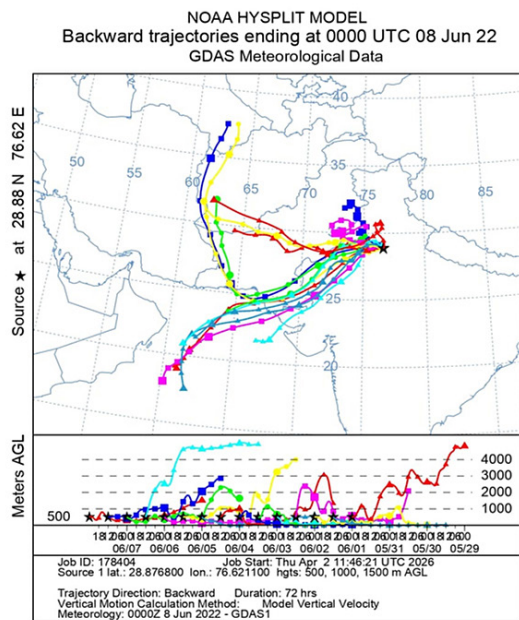 NOAA HYSPLIT MODEL
Backward trajectories ending at 0000 UTC 08 Jun 22
GDAS Meteorological Data
Source ★ at 28.88 N 76.62 E
40
35
50
55
60
65
70
75
80
85
25
20
Meters AGL
500
4000
3000
2000
1000
06/07 06/06 06/05 06/04 06/03 06/02 06/01 05/31 05/30 05/29
Job ID: 178404 Job Start: Thu Apr 2 11:46:21 UTC 2026
Source 1 lat.: 28.876800 lon.: 76.621100 hgts: 500, 1000, 1500 m AGL
Trajectory Direction: Backward Duration: 72 hrs
Vertical Motion Calculation Method: Model Vertical Velocity
Meteorology: 0000Z 8 Jun 2022 - GDAS1